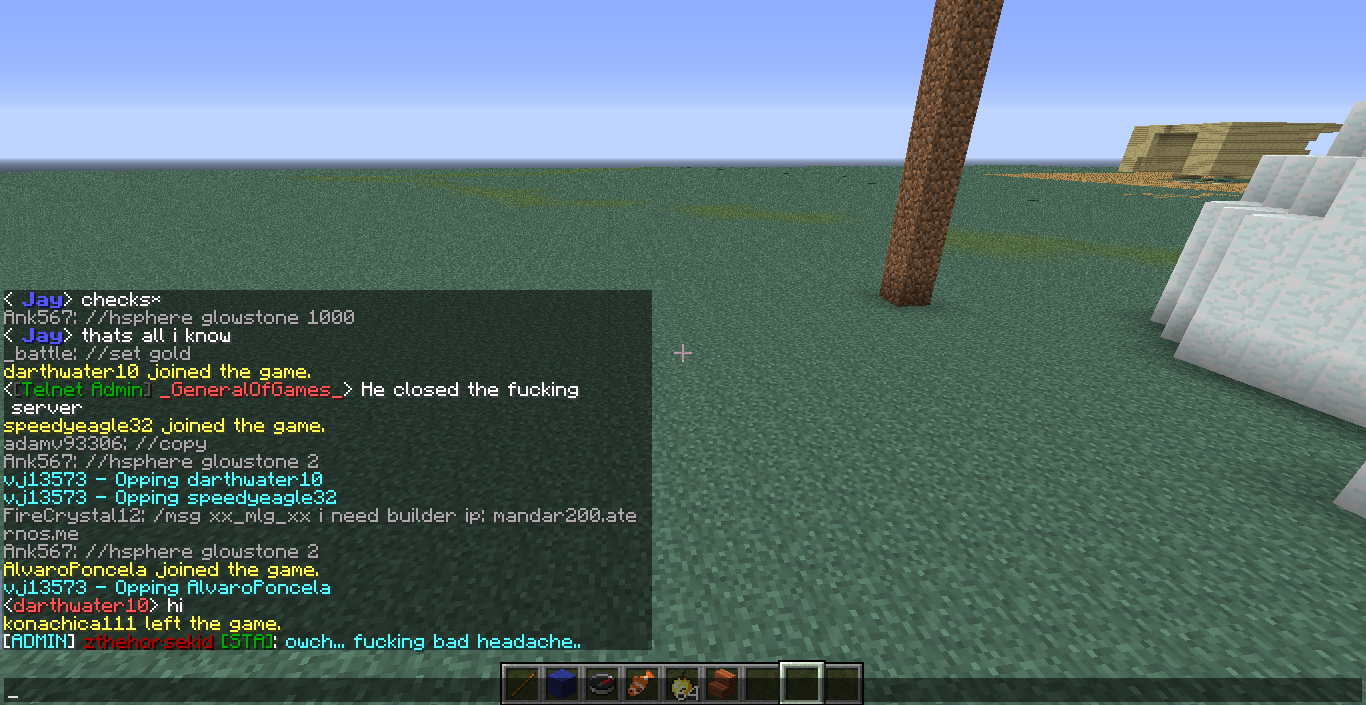 < Jay> checks*
Ank567: //hsphere glowstone 1000
< Jay> thats all i know
_battle: //set gold
darthwater10 joined the game.
<[Telnet Admin] _GeneralOfGames_> He closed the fucking
server
speedyeagle32 joined the game.
adamv93306: //copy
Ank567: //hsphere glowstone 2
vj13573 - Opping darthwater10
vj13573 - Opping speedyeagle32
FireCrystal12: /msg xx_mlg_xx i need builder ip: mandar200.ate
rnos.me
Ank567: //hsphere glowstone 2
AlvaroPoncela joined the game.
vj13573 - Opping AlvaroPoncela
<darthwater10> hi
konachica111 left the game.
[ADMIN] zthehorsekid [STA]: owch... fucking bad headache..
64
_